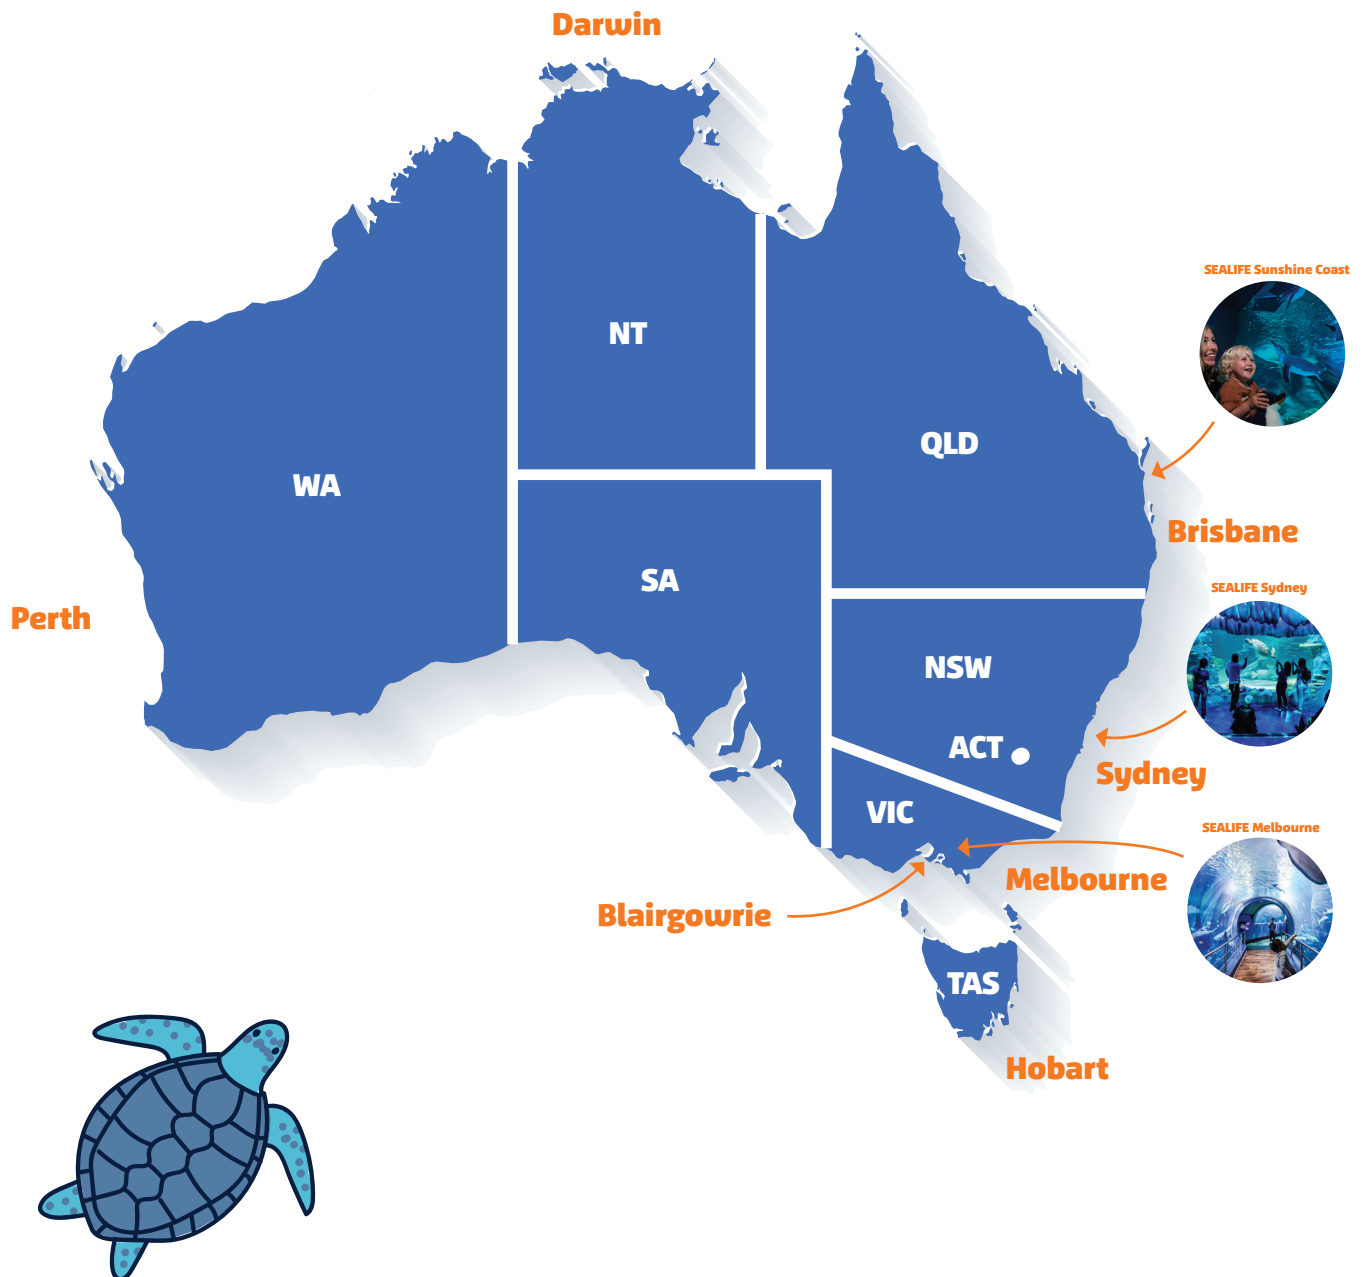 Darwin
SEALIFE Sunshine Coast
NT
QLD
WA
Brisbane
SA
SEALIFE Sydney
Perth
NSW
ACT
Sydney
VIC
SEALIFE Melbourne
Melbourne
Blairgowrie
TAS
Hobart